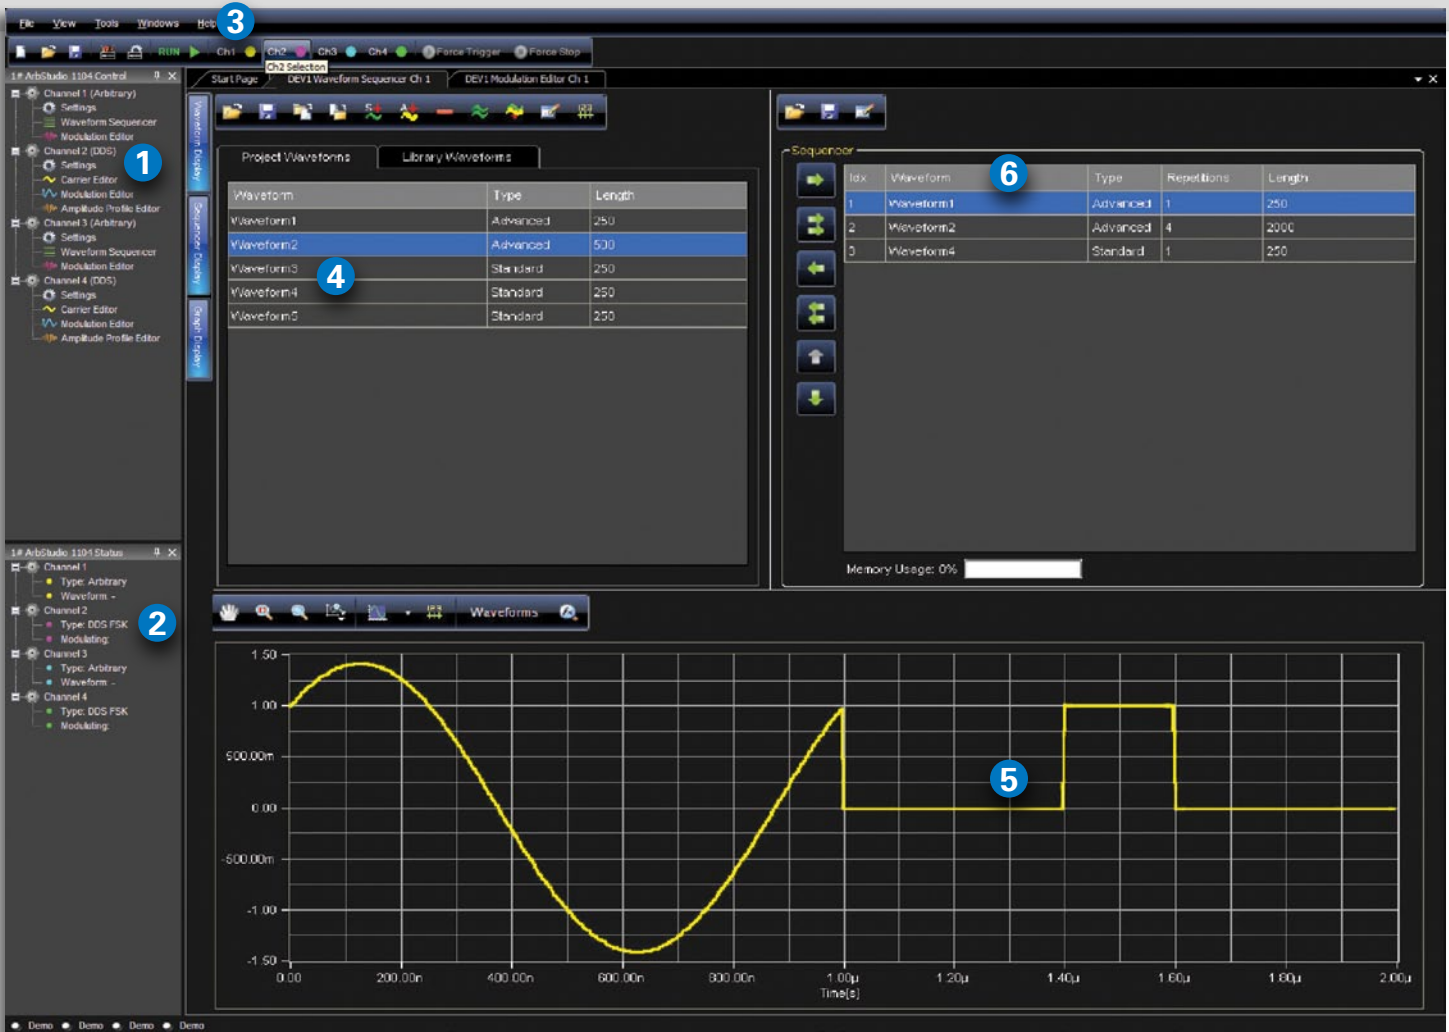 File View Tools Windows Help 3
RUN Ch1 Ch2 Ch3 Ch4 Force Trigger Force Stop
Ch2 Selection
1# ArbStudio 1104 Control
Channel 1 (Arbitrary)
Settings
Waveform Sequencer
Modulation Editor
Channel 2 (DDS)
Settings
Carrier Editor
Modulation Editor
Amplitude Profile Editor
Channel 3 (Arbitrary)
Settings
Waveform Sequencer
Modulation Editor
Channel 4 (DDS)
Settings
Carrier Editor
Modulation Editor
Amplitude Profile Editor
1
1# ArbStudio 1104 Status
Channel 1
Type: Arbitrary
Waveform: -
Channel 2
Type: DDS FSK
Modulating:
Channel 3
Type: Arbitrary
Waveform: -
Channel 4
Type: DDS FSK
Modulating:
2
Start Page DEV1 Waveform Sequencer Ch 1 DEV1 Modulation Editor Ch 1
Waveform Display
Sequencer Display
Graph Display
Project Waveforms Library Waveforms
Waveform Type Length
Waveform1 Advanced 250
Waveform2 Advanced 500
Waveform3 Standard 250
Waveform4 Standard 250
Waveform5 Standard 250
4
Sequencer
Idx Waveform Type Repetitions Length
1 Waveform1 Advanced 1 250
2 Waveform2 Advanced 4 2000
3 Waveform4 Standard 1 250
6
Memory Usage: 0%
Waveforms
1.50
1.00
500.00m
0.00
-500.00m
-1.00
-1.50
5
0.00 200.00n 400.00n 600.00n 800.00n 1.00µ 1.20µ 1.40µ 1.60µ 1.80µ 2.00µ
Time[s]
Demo Demo Demo Demo